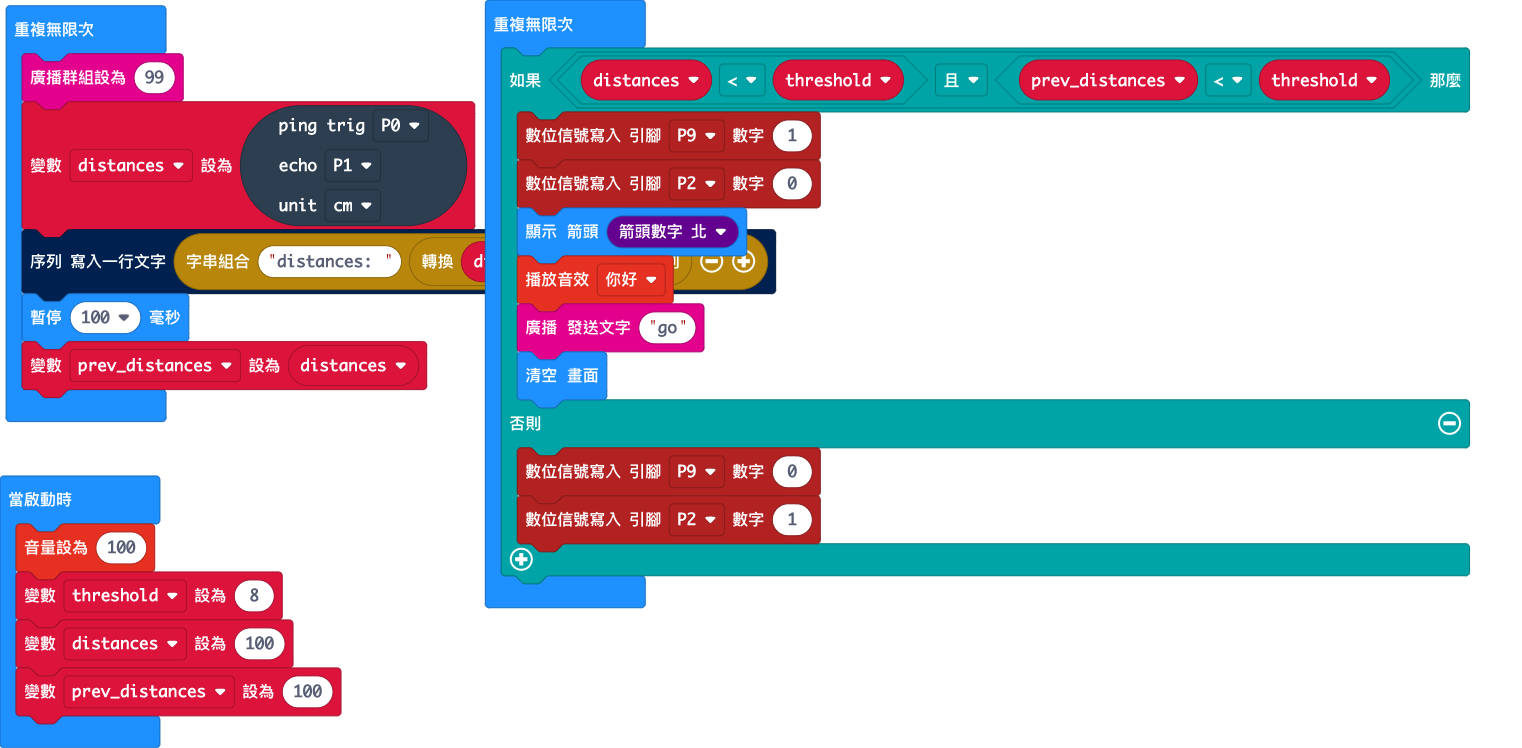 重複無限次
廣播群組設為 99
變數 distances 設為 ping trig P0
echo P1
unit cm
序列 寫入一行文字 字串組合 "distances: " 轉換
暫停 100 毫秒
變數 prev_distances 設為 distances
當啟動時
音量設為 100
變數 threshold 設為 8
變數 distances 設為 100
變數 prev_distances 設為 100
重複無限次
如果 distances < threshold 且 prev_distances < threshold 那麼
數位信號寫入 引腳 P9 數字 1
數位信號寫入 引腳 P2 數字 0
顯示 箭頭 箭頭數字 北
播放音效 你好
廣播 發送文字 "go"
清空 畫面
否則
數位信號寫入 引腳 P9 數字 0
數位信號寫入 引腳 P2 數字 1